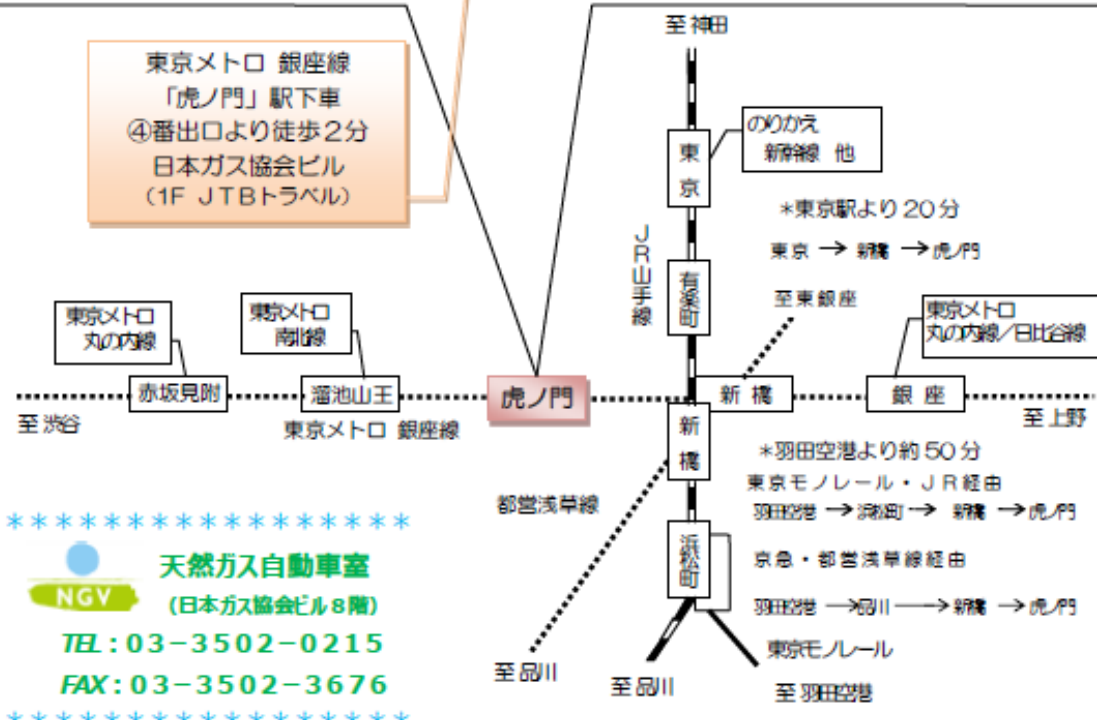 東京メトロ 銀座線
「虎ノ門」駅下車
④番出口より徒歩2分
日本ガス協会ビル
(1F JTBトラベル)
至神田
東京
のりかえ
新幹線 他
*東京駅より20分
東京 → 新橋 → 虎ノ門
JR山手線
有楽町
至東銀座
東京メトロ
丸の内線
東京メトロ
南北線
東京メトロ
丸の内線/日比谷線
赤坂見附
溜池山王
虎ノ門
新橋
銀座
至渋谷
東京メトロ 銀座線
至上野
新橋
*羽田空港より約50分
東京モノレール・JR経由
羽田空港 → 浜松町 → 新橋 → 虎ノ門
都営浅草線
浜松町
京急・都営浅草線経由
羽田空港 → 品川 → 新橋 → 虎ノ門
東京モノレール
至品川
至品川
至羽田空港
*****************
NGV
天然ガス自動車室
(日本ガス協会ビル8階)
TEL:03-3502-0215
FAX:03-3502-3676
*****************